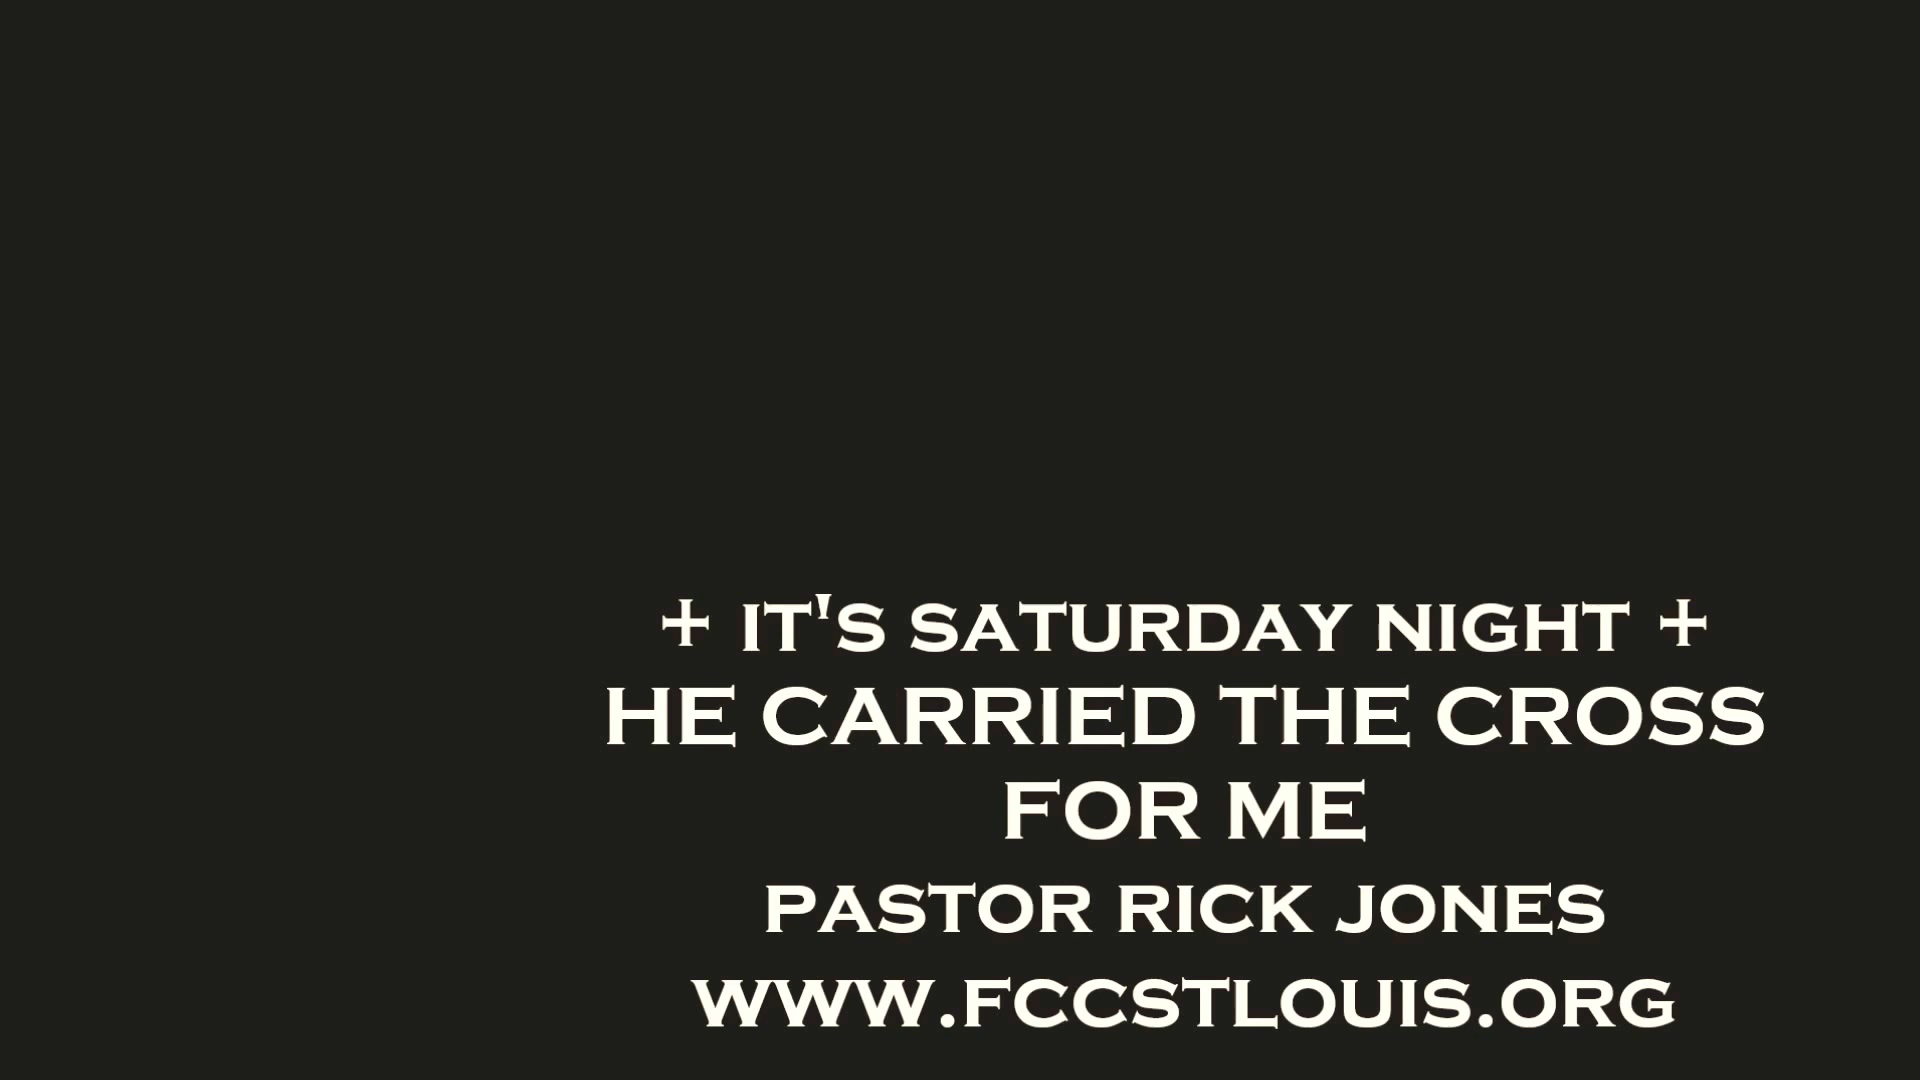 + IT'S SATURDAY NIGHT +
HE CARRIED THE CROSS
FOR ME
PASTOR RICK JONES
WWW.FCCSTLOUIS.ORG